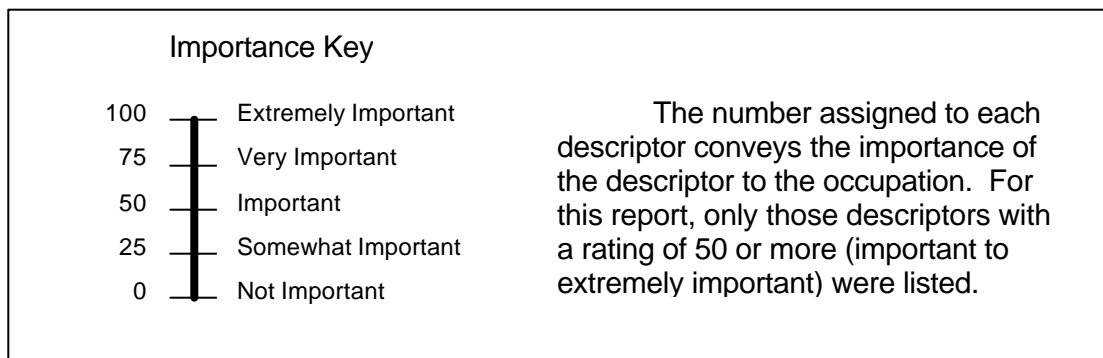 Importance Key
100 Extremely Important
75 Very Important
50 Important
25 Somewhat Important
0 Not Important
The number assigned to each
descriptor conveys the importance of
the descriptor to the occupation. For
this report, only those descriptors with
a rating of 50 or more (important to
extremely important) were listed.